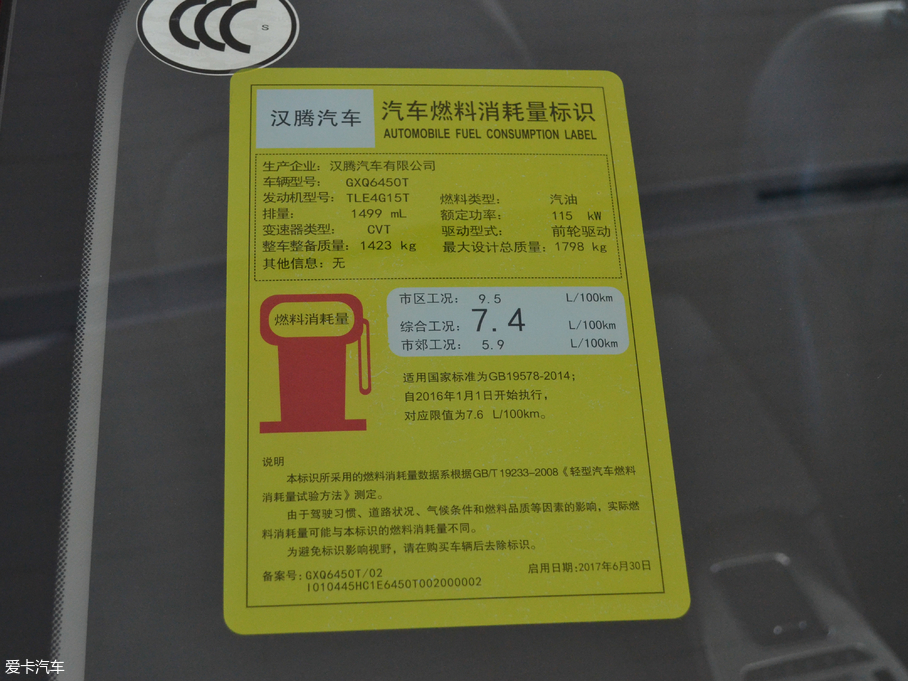 CCC S
汉腾汽车
汽车燃料消耗量标识
AUTOMOBILE FUEL CONSUMPTION LABEL
生产企业: 汉腾汽车有限公司
车辆型号: GXQ6450T
发动机型号: TLE4G15T 燃料类型: 汽油
排量: 1499 mL 额定功率: 115 kW
变速器类型: CVT 驱动型式: 前轮驱动
整车整备质量: 1423 kg 最大设计总质量: 1798 kg
其他信息: 无
燃料消耗量
市区工况: 9.5 L/100km
综合工况: 7.4 L/100km
市郊工况: 5.9 L/100km
适用国家标准为GB19578-2014;
自2016年1月1日开始执行,
对应限值为7.6 L/100km。
说明
本标识所采用的燃料消耗量数据系根据GB/T 19233-2008《轻型汽车燃料
消耗量试验方法》测定。
由于驾驶习惯、道路状况、气候条件和燃料品质等因素的影响,实际燃
料消耗量可能与本标识的燃料消耗量不同。
为避免标识影响视野,请在购买车辆后去除标识。
备案号: GXQ6450T/02 启用日期: 2017年6月30日
I010445HC1E6450T002000002
爱卡汽车